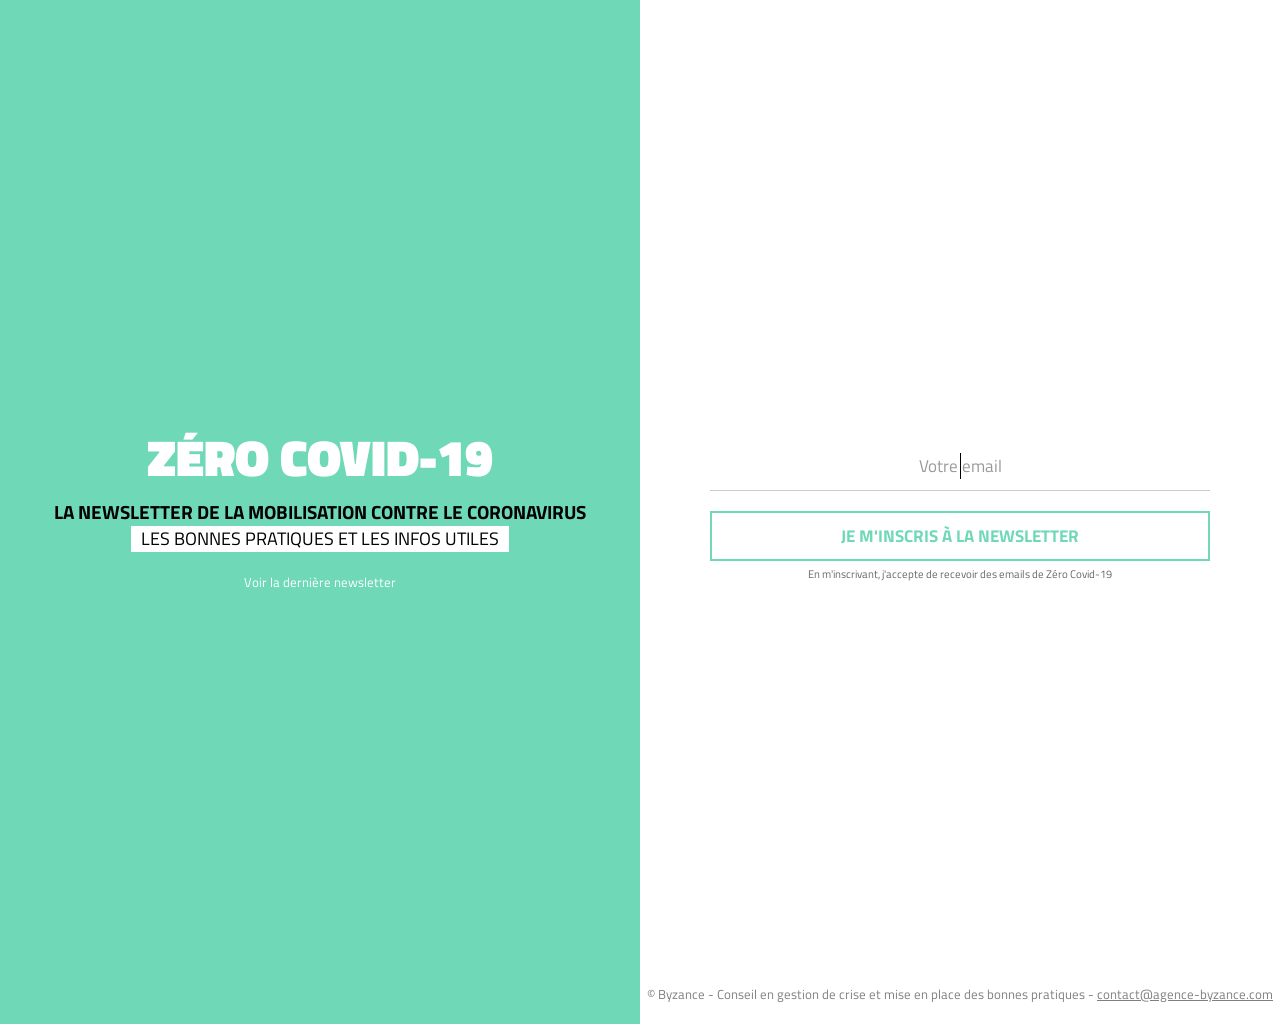 ZÉRO COVID-19
LA NEWSLETTER DE LA MOBILISATION CONTRE LE CORONAVIRUS
LES BONNES PRATIQUES ET LES INFOS UTILES
Voir la dernière newsletter
Votre email
JE M'INSCRIS À LA NEWSLETTER
En m'inscrivant, j'accepte de recevoir des emails de Zéro Covid-19
© Byzance - Conseil en gestion de crise et mise en place des bonnes pratiques - contact@agence-byzance.com